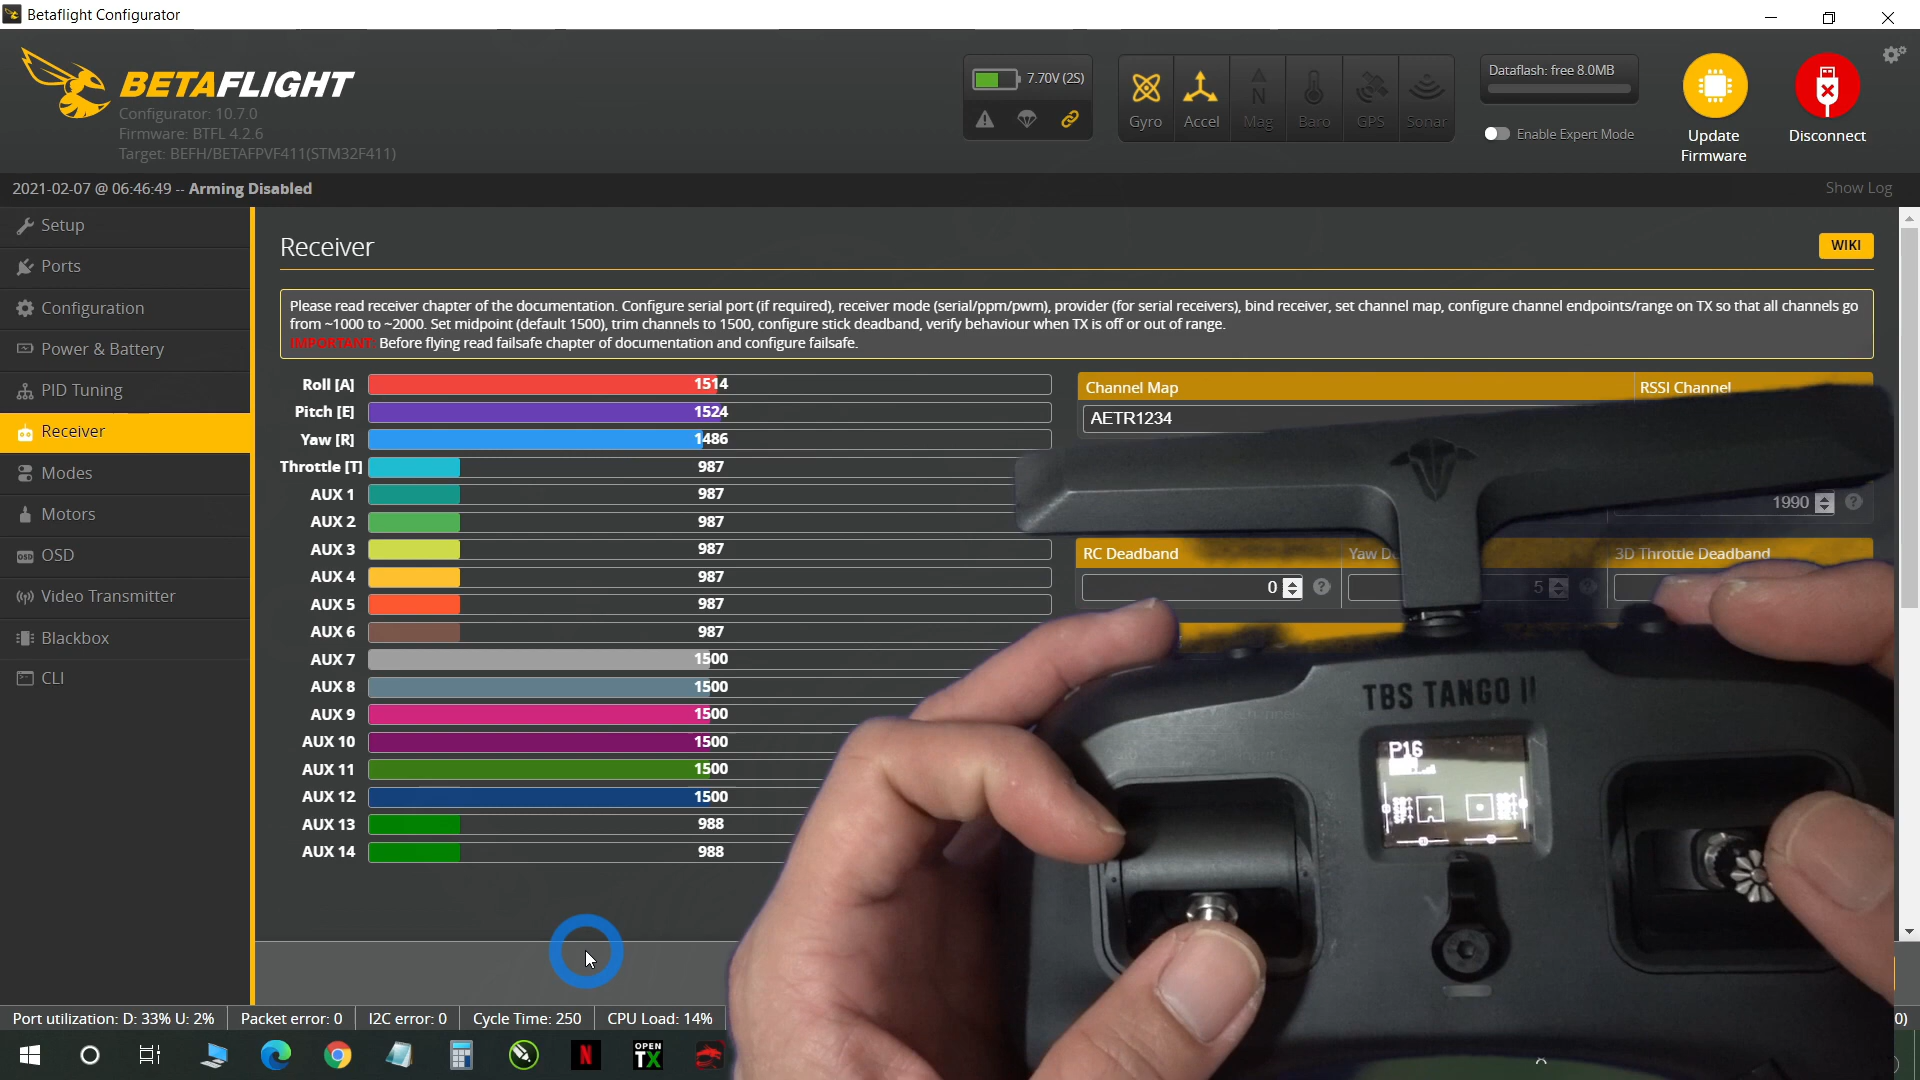 Betaflight Configurator
BETAFLIGHT
Configurator: 10.7.0
Firmware: BTFL 4.2.6
Target: BEFH/BETAFPVF411(STM32F411)
7.70V (2S)
Gyro
Accel
Mag
Baro
GPS
Sonar
Dataflash: free 8.0MB
Enable Expert Mode
Update
Firmware
Disconnect
2021-02-07 @ 06:46:49 -- Arming Disabled
Show Log
Setup
Ports
Configuration
Power & Battery
PID Tuning
Receiver
Modes
Motors
OSD
Video Transmitter
Blackbox
CLI
Receiver
WIKI
Please read receiver chapter of the documentation. Configure serial port (if required), receiver mode (serial/ppm/pwm), provider (for serial receivers), bind receiver, set channel map, configure channel endpoints/range on TX so that all channels go
from ~1000 to ~2000. Set midpoint (default 1500), trim channels to 1500, configure stick deadband, verify behaviour when TX is off or out of range.
IMPORTANT: Before flying read failsafe chapter of documentation and configure failsafe.
Roll [A] 1514
Pitch [E] 1524
Yaw [R] 1486
Throttle [T] 987
AUX 1 987
AUX 2 987
AUX 3 987
AUX 4 987
AUX 5 987
AUX 6 987
AUX 7 1500
AUX 8 1500
AUX 9 1500
AUX 10 1500
AUX 11 1500
AUX 12 1500
AUX 13 988
AUX 14 988
Channel Map
RSSI Channel
AETR1234
1990
RC Deadband
Yaw
3D Throttle Deadband
0
5
TBS TANGO II
P16
Port utilization: D: 33% U: 2%
Packet error: 0
I2C error: 0
Cycle Time: 250
CPU Load: 14%
0)
OPEN
TX
N